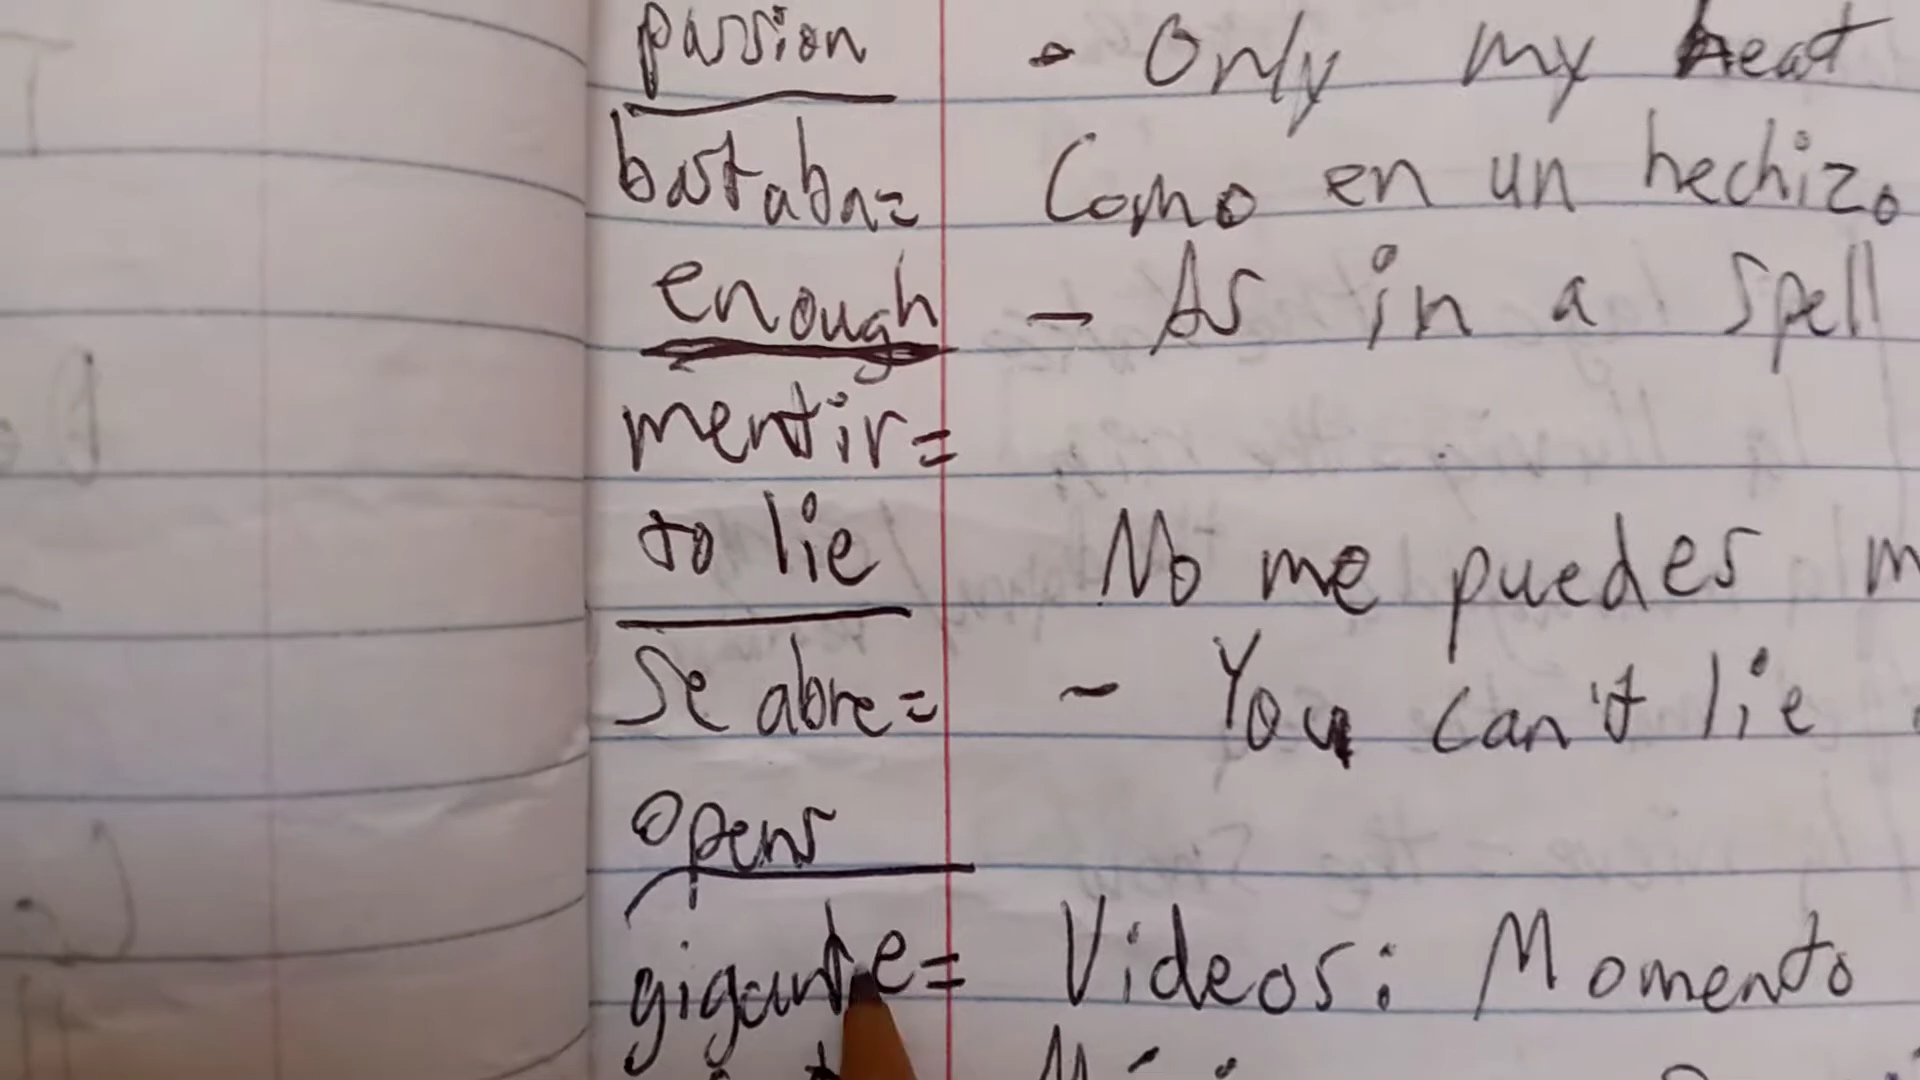 passion - Only my heat
bastaba= Como en un hechizo
enough - As in a spell
mentir=
to lie No me puedes m
Se abre= - You can't lie
opens
gigante= Videos: Momento